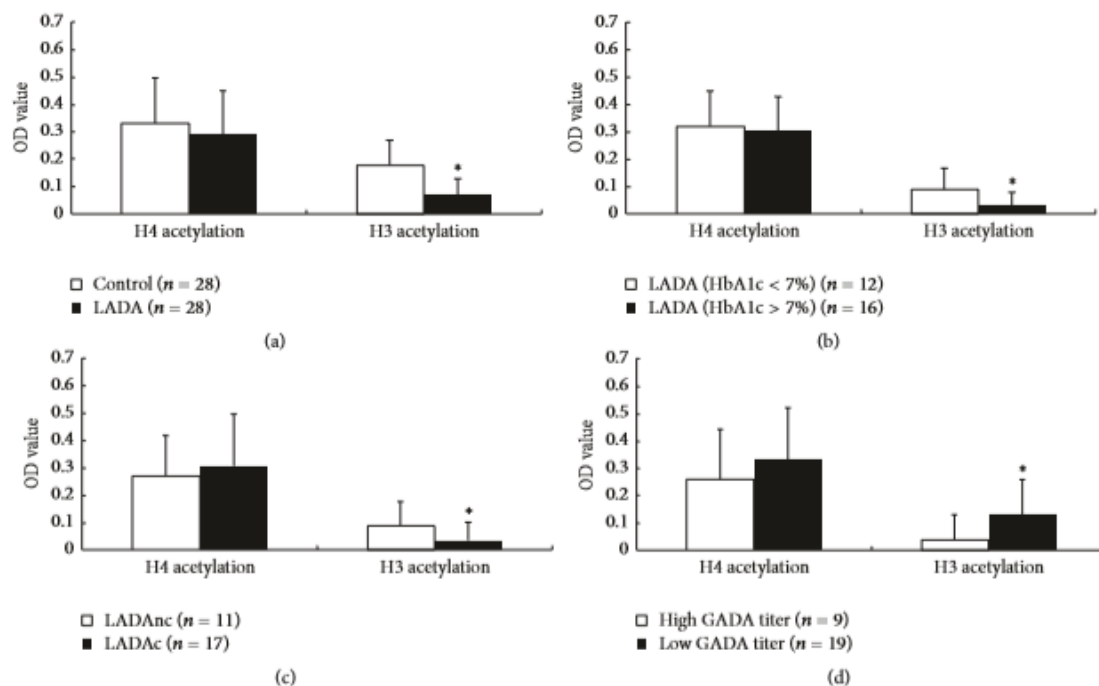 0.7
0.6
0.5
0.4
0.3
0.2
0.1
0
OD value
*
H4 acetylation H3 acetylation
Control (n = 28)
LADA (n = 28)
(a)
0.7
0.6
0.5
0.4
0.3
0.2
0.1
0
OD value
*
H4 acetylation H3 acetylation
LADA (HbA1c < 7%) (n = 12)
LADA (HbA1c > 7%) (n = 16)
(b)
0.7
0.6
0.5
0.4
0.3
0.2
0.1
0
OD value
*
H4 acetylation H3 acetylation
LADAnc (n = 11)
LADAc (n = 17)
(c)
0.7
0.6
0.5
0.4
0.3
0.2
0.1
0
OD value
*
H4 acetylation H3 acetylation
High GADA titer (n = 9)
Low GADA titer (n = 19)
(d)